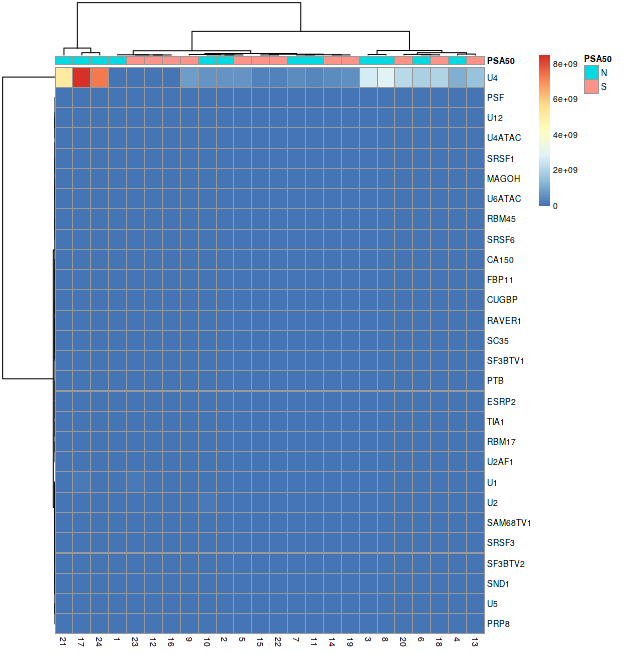 PSA50
U4
PSF
U12
U4ATAC
SRSF1
MAGOH
U6ATAC
RBM45
SRSF6
CA150
FBP11
CUGBP
RAVER1
SC35
SF3BTV1
PTB
ESRP2
TIA1
RBM17
U2AF1
U1
U2
SAM68TV1
SRSF3
SF3BTV2
SND1
U5
PRP8
21 17 24 1 23 12 16 9 10 2 5 15 22 7 11 14 19 3 8 20 6 18 4 13
8e+09
6e+09
4e+09
2e+09
0
PSA50
N
S